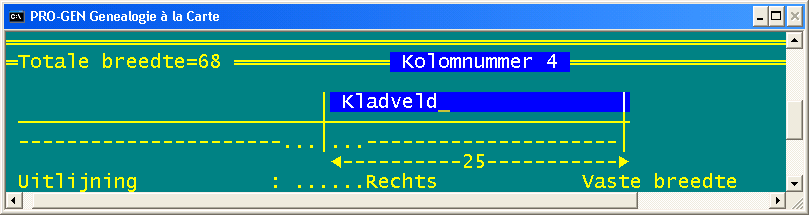 PRO-GEN Genealogie à la Carte
Totale breedte=68 Kolomnummer 4
Kladveld_
----------------------...|...---------------------
◄----------25-----------►
Uitlijning : ......Rechts Vaste breedte